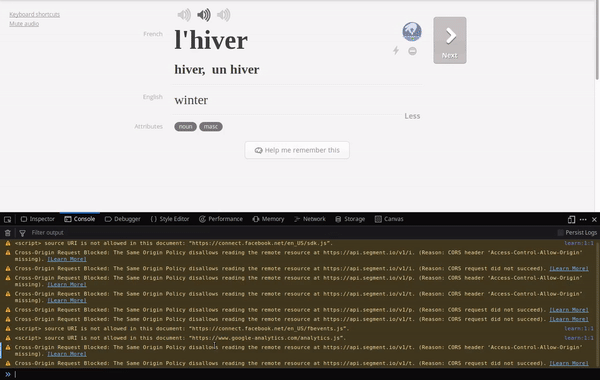 Keyboard shortcuts
Mute audio
French
l'hiver
hiver, un hiver
Next
English
winter
Less
Attributes
noun masc
Help me remember this
Inspector Console Debugger Style Editor Performance Memory Network Storage Canvas
Filter output Persist Logs
<script> source URI is not allowed in this document: "https://connect.facebook.net/en_US/sdk.js". learn:1:1
Cross-Origin Request Blocked: The Same Origin Policy disallows reading the remote resource at https://api.segment.io/v1/i. (Reason: CORS header 'Access-Control-Allow-Origin'
missing). [Learn More]
Cross-Origin Request Blocked: The Same Origin Policy disallows reading the remote resource at https://api.segment.io/v1/i. (Reason: CORS request did not succeed). [Learn More]
Cross-Origin Request Blocked: The Same Origin Policy disallows reading the remote resource at https://api.segment.io/v1/p. (Reason: CORS header 'Access-Control-Allow-Origin'
missing). [Learn More]
Cross-Origin Request Blocked: The Same Origin Policy disallows reading the remote resource at https://api.segment.io/v1/t. (Reason: CORS header 'Access-Control-Allow-Origin'
missing). [Learn More]
Cross-Origin Request Blocked: The Same Origin Policy disallows reading the remote resource at https://api.segment.io/v1/p. (Reason: CORS request did not succeed). [Learn More]
Cross-Origin Request Blocked: The Same Origin Policy disallows reading the remote resource at https://api.segment.io/v1/t. (Reason: CORS request did not succeed). [Learn More]
<script> source URI is not allowed in this document: "https://connect.facebook.net/en_US/fbevents.js". learn:1:1
<script> source URI is not allowed in this document: "https://www.google-analytics.com/analytics.js". learn:1:1
Cross-Origin Request Blocked: The Same Origin Policy disallows reading the remote resource at https://api.segment.io/v1/t. (Reason: CORS header 'Access-Control-Allow-Origin'
missing). [Learn More]
Cross-Origin Request Blocked: The Same Origin Policy disallows reading the remote resource at https://api.segment.io/v1/t. (Reason: CORS request did not succeed). [Learn More]